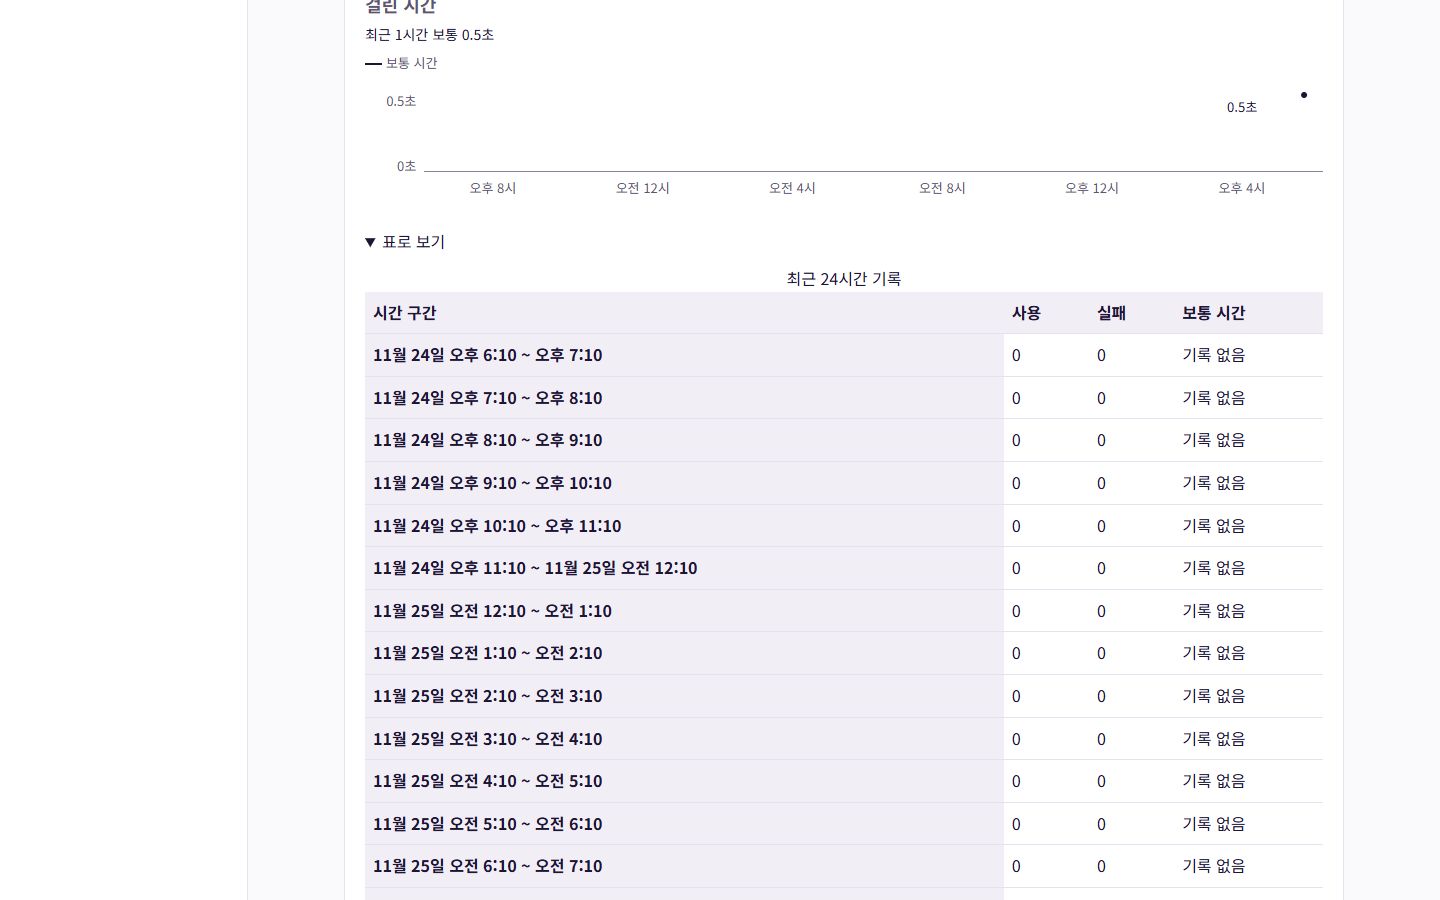 걸린 시간
최근 1시간 보통 0.5초
보통 시간
0.5초
0.5초
0초
오후 8시 오전 12시 오전 4시 오전 8시 오후 12시 오후 4시
▼ 표로 보기
최근 24시간 기록
시간 구간 사용 실패 보통 시간
11월 24일 오후 6:10 ~ 오후 7:10 0 0 기록 없음
11월 24일 오후 7:10 ~ 오후 8:10 0 0 기록 없음
11월 24일 오후 8:10 ~ 오후 9:10 0 0 기록 없음
11월 24일 오후 9:10 ~ 오후 10:10 0 0 기록 없음
11월 24일 오후 10:10 ~ 오후 11:10 0 0 기록 없음
11월 24일 오후 11:10 ~ 11월 25일 오전 12:10 0 0 기록 없음
11월 25일 오전 12:10 ~ 오전 1:10 0 0 기록 없음
11월 25일 오전 1:10 ~ 오전 2:10 0 0 기록 없음
11월 25일 오전 2:10 ~ 오전 3:10 0 0 기록 없음
11월 25일 오전 3:10 ~ 오전 4:10 0 0 기록 없음
11월 25일 오전 4:10 ~ 오전 5:10 0 0 기록 없음
11월 25일 오전 5:10 ~ 오전 6:10 0 0 기록 없음
11월 25일 오전 6:10 ~ 오전 7:10 0 0 기록 없음